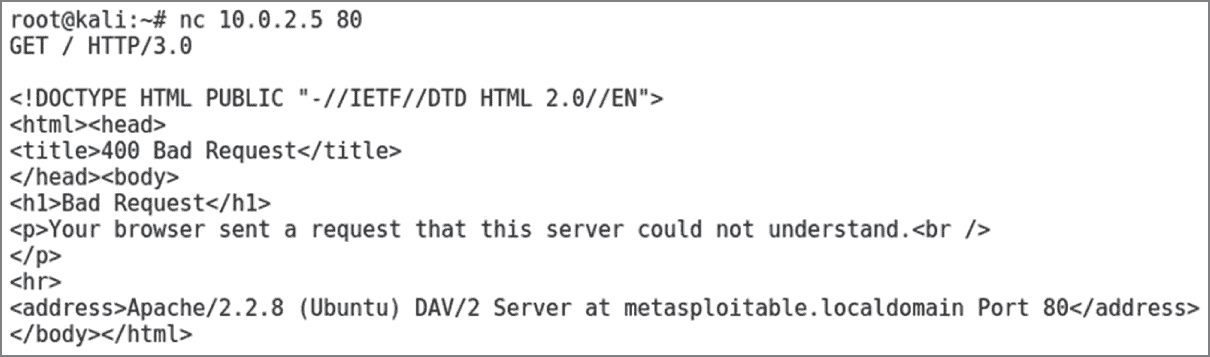 root@kali:~# nc 10.0.2.5 80
GET / HTTP/3.0
<!DOCTYPE HTML PUBLIC "-//IETF//DTD HTML 2.0//EN">
<html><head>
<title>400 Bad Request</title>
</head><body>
<h1>Bad Request</h1>
<p>Your browser sent a request that this server could not understand.<br />
</p>
<hr>
<address>Apache/2.2.8 (Ubuntu) DAV/2 Server at metasploitable.localdomain Port 80</address>
</body></html>